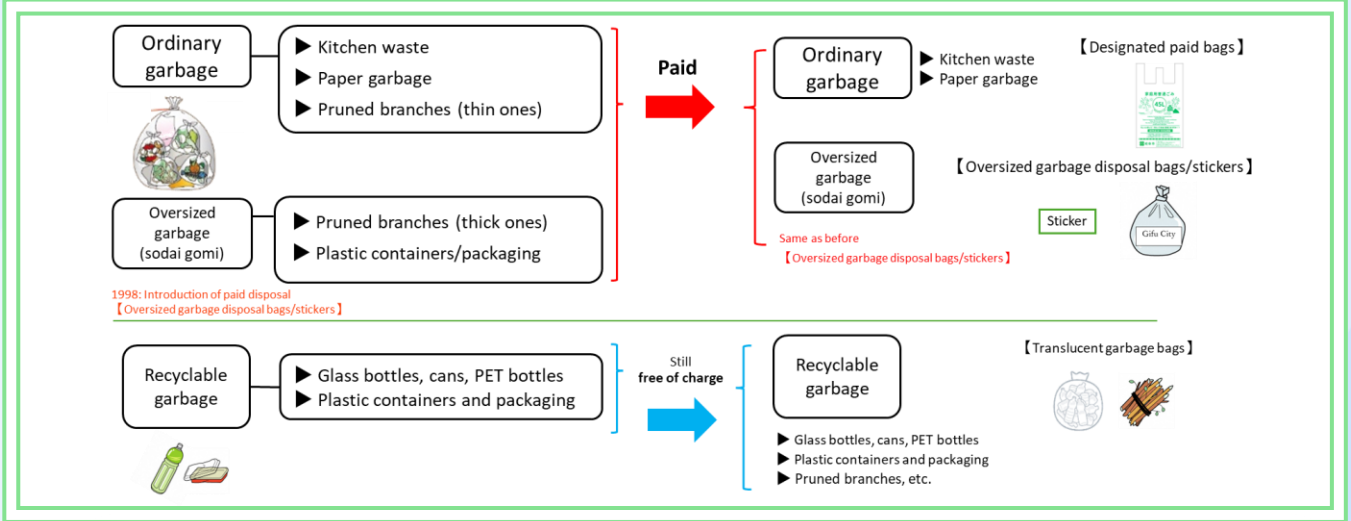 Ordinary
garbage
▶ Kitchen waste
▶ Paper garbage
▶ Pruned branches (thin ones)
Oversized
garbage
(sodai gomi)
▶ Pruned branches (thick ones)
▶ Plastic containers/packaging
1998: Introduction of paid disposal
【Oversized garbage disposal bags/stickers】
Paid
Ordinary
garbage
▶ Kitchen waste
▶ Paper garbage
【Designated paid bags】
45L
Oversized
garbage
(sodai gomi)
【Oversized garbage disposal bags/stickers】
Sticker
Gifu City
Same as before
【Oversized garbage disposal bags/stickers】
Recyclable
garbage
▶ Glass bottles, cans, PET bottles
▶ Plastic containers and packaging
Still
free of charge
Recyclable
garbage
【Translucent garbage bags】
▶ Glass bottles, cans, PET bottles
▶ Plastic containers and packaging
▶ Pruned branches, etc.